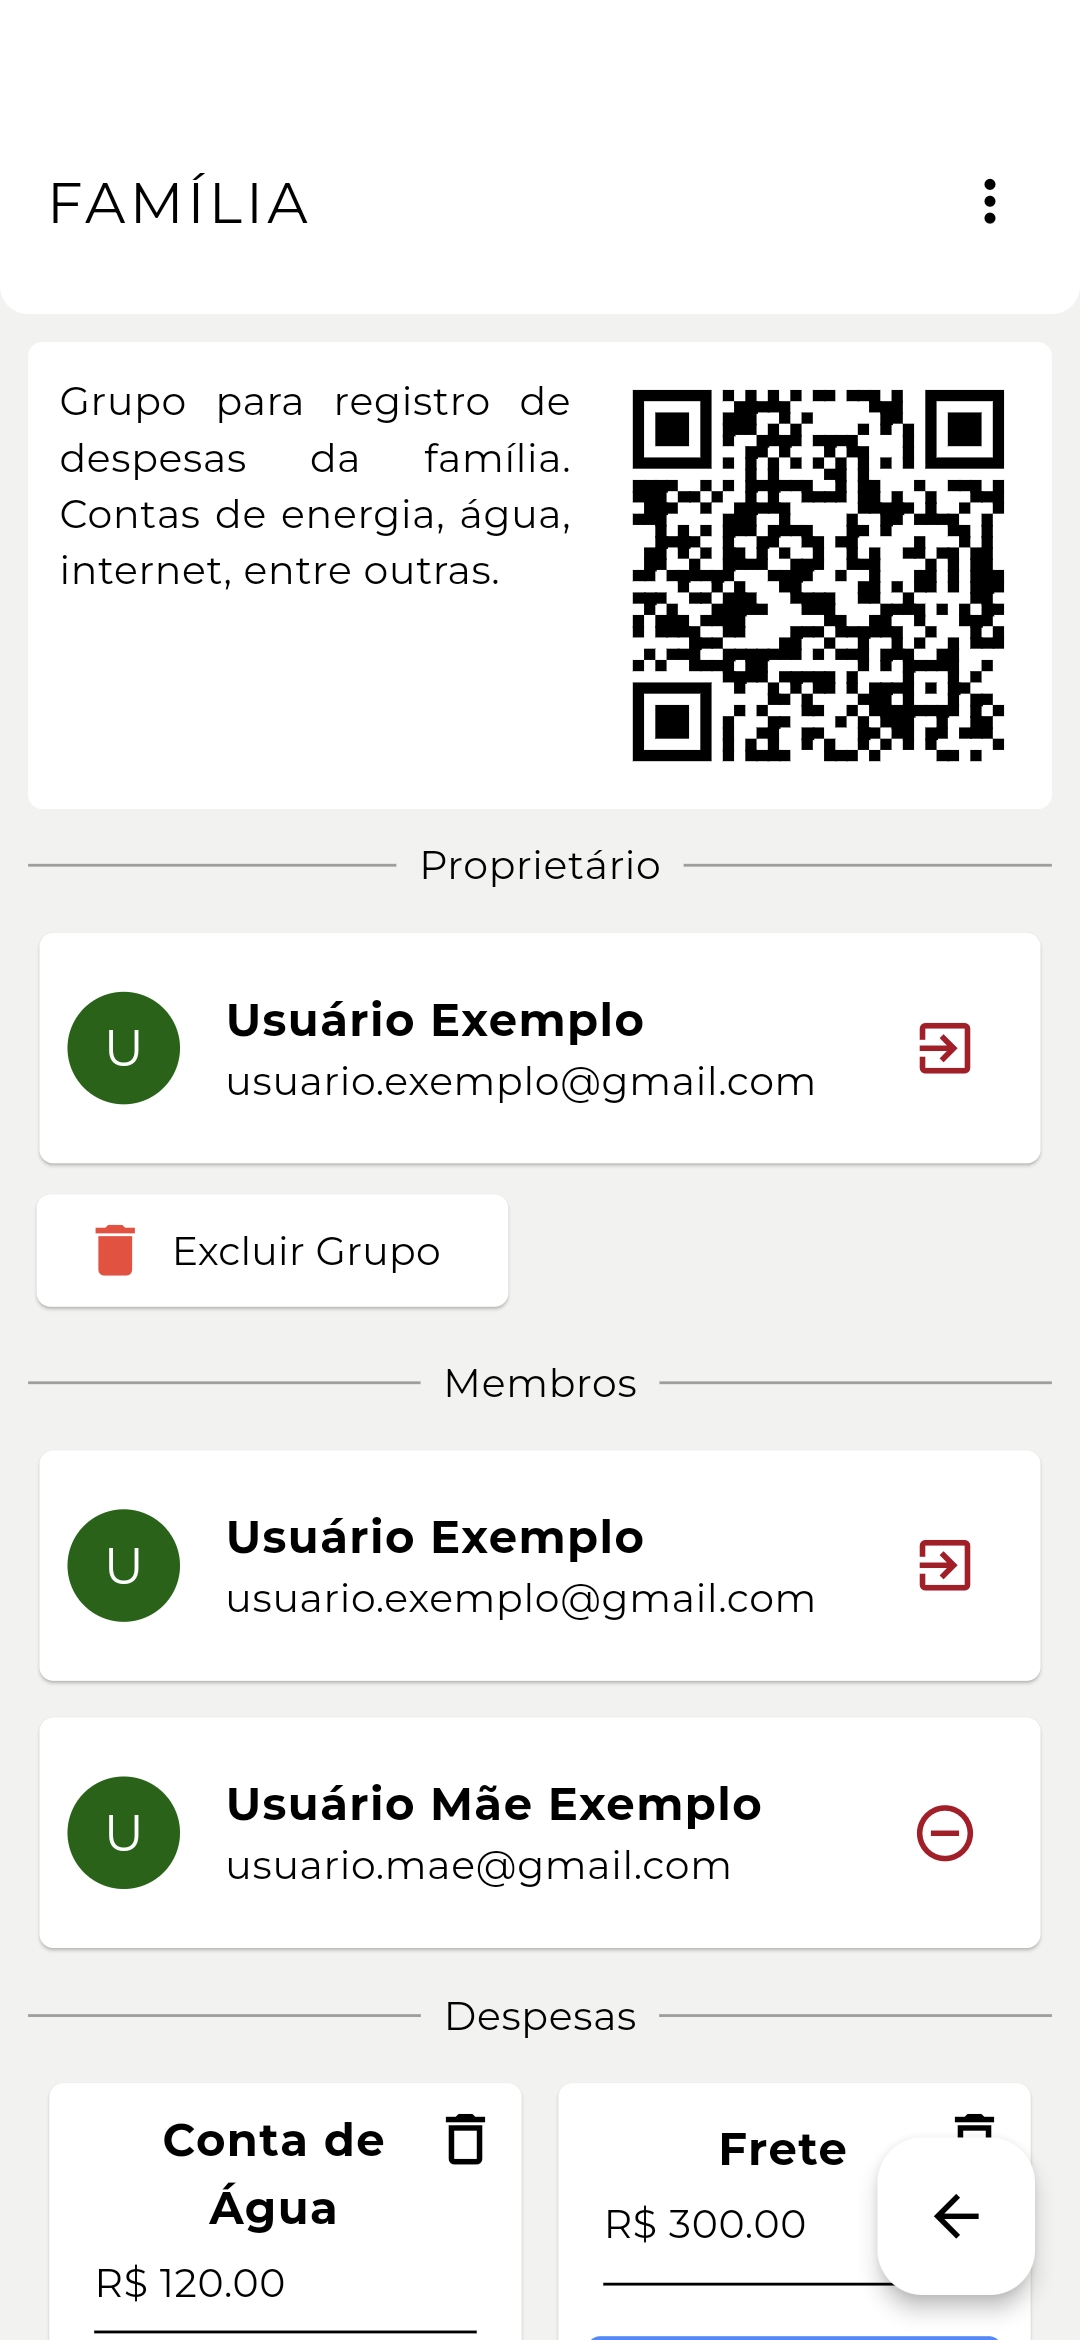 FAMÍLIA
Grupo para registro de
despesas da família.
Contas de energia, água,
internet, entre outras.
Proprietário
U
Usuário Exemplo
usuario.exemplo@gmail.com
Excluir Grupo
Membros
U
Usuário Exemplo
usuario.exemplo@gmail.com
U
Usuário Mãe Exemplo
usuario.mae@gmail.com
Despesas
Conta de
Água
R$ 120.00
Frete
R$ 300.00